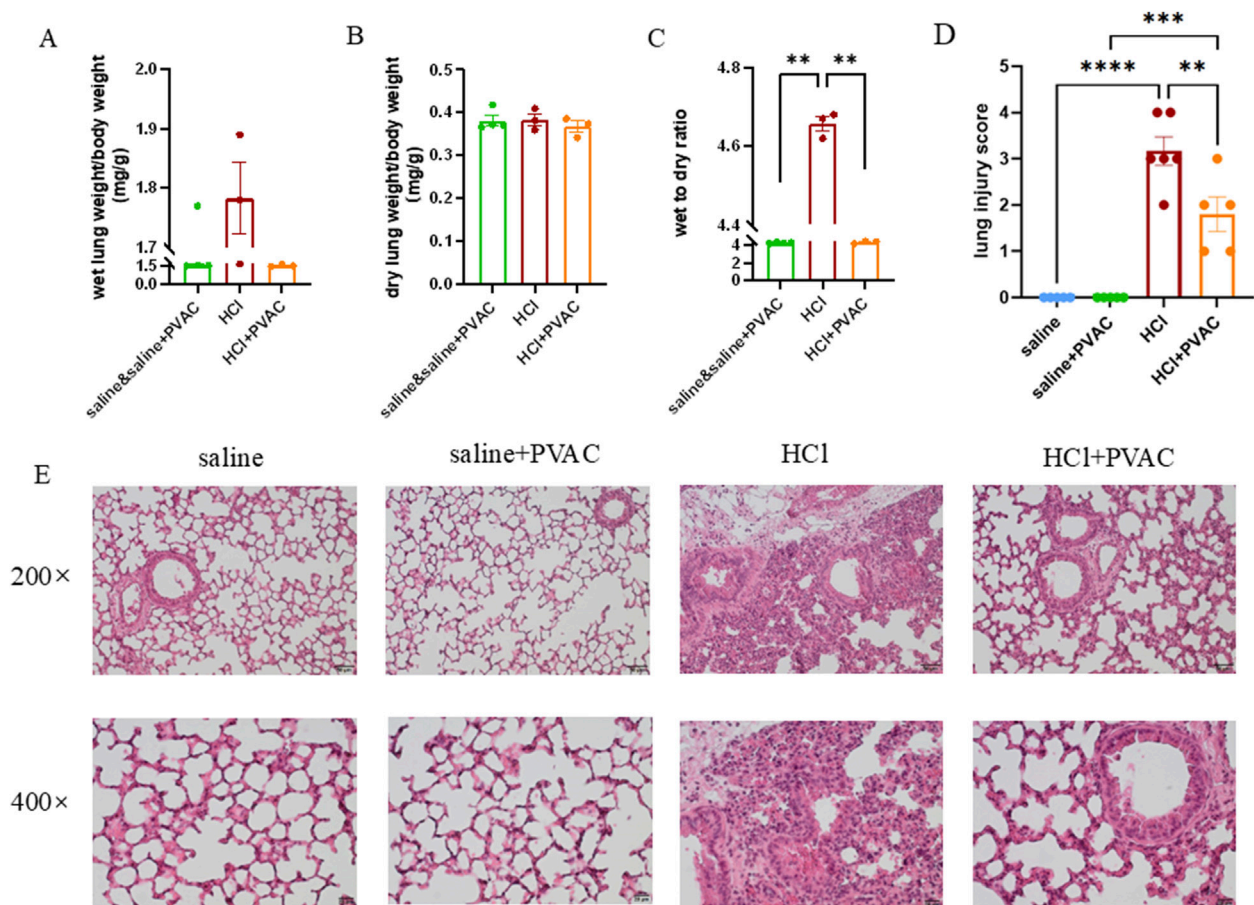 A
wet lung weight/body weight
(mg/g)
2.0
1.9
1.8
1.7
1.5
0.0
saline&saline+PVAC
HCl
HCl+PVAC
B
dry lung weight/body weight
(mg/g)
0.5
0.4
0.3
0.2
0.1
0.0
saline&saline+PVAC
HCl
HCl+PVAC
C
wet to dry ratio
** **
4.8
4.6
4.4
4
2
0
saline&saline+PVAC
HCl
HCl+PVAC
D
lung injury score
***
**** **
5
4
3
2
1
0
saline
saline+PVAC
HCl
HCl+PVAC
E
saline saline+PVAC HCl HCl+PVAC
200×
400×